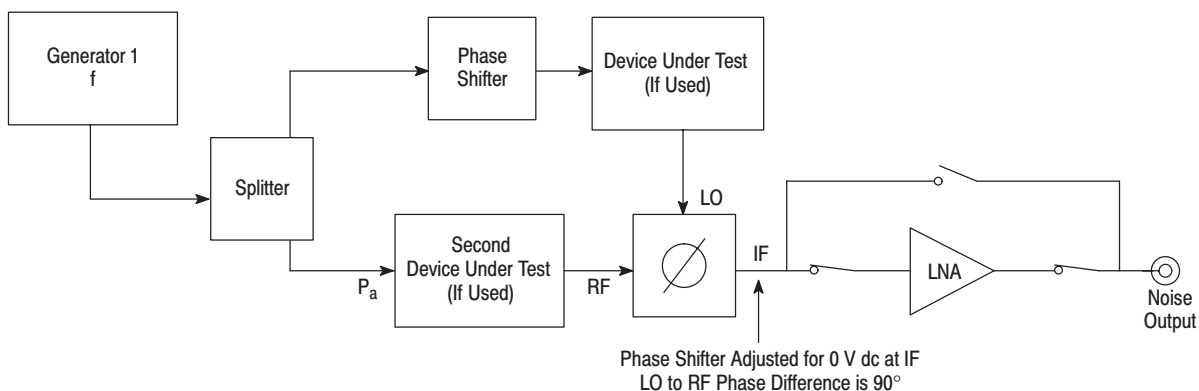 Generator 1
f
Phase
Shifter
Device Under Test
(If Used)
Splitter
LO
Second
Device Under Test
(If Used)
Pa
RF
IF
LNA
Noise
Output
Phase Shifter Adjusted for 0 V dc at IF
LO to RF Phase Difference is 90°